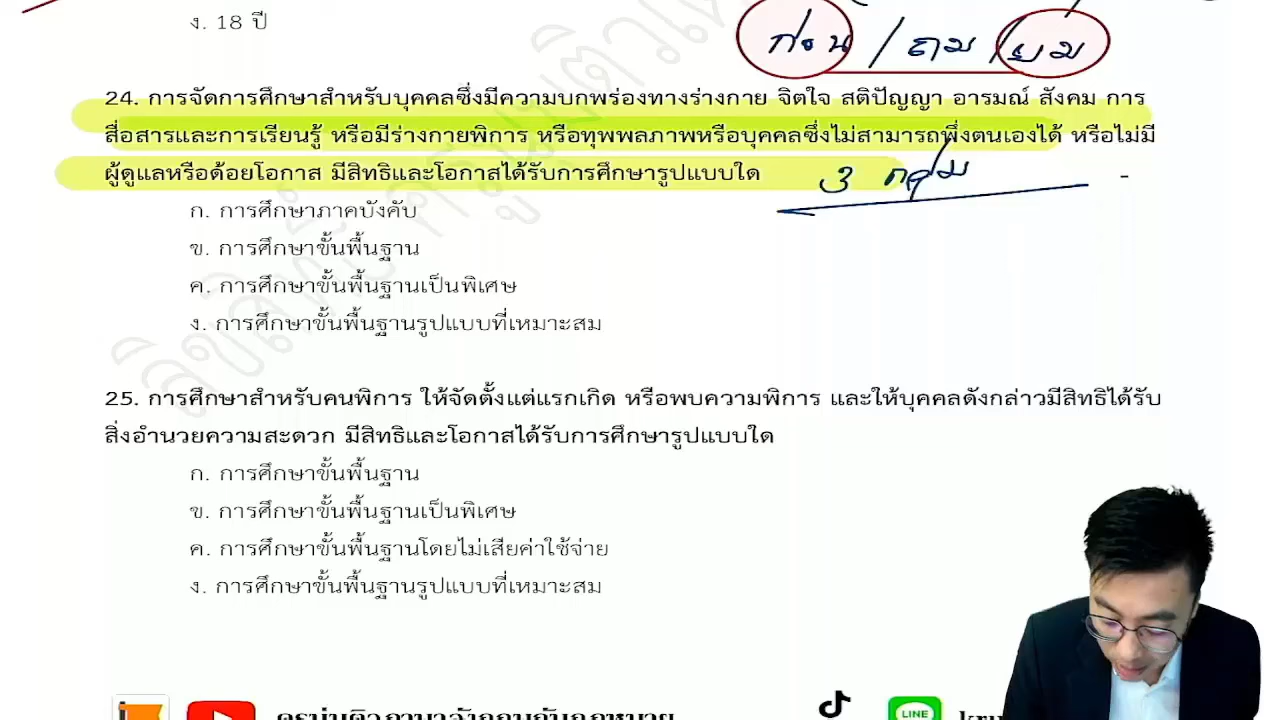 ง. 18 ปี
ก่อน / ถม / ยม
24. การจัดการศึกษาสำหรับบุคคลซึ่งมีความบกพร่องทางร่างกาย จิตใจ สติปัญญา อารมณ์ สังคม การ
สื่อสารและการเรียนรู้ หรือมีร่างกายพิการ หรือทุพพลภาพหรือบุคคลซึ่งไม่สามารถพึ่งตนเองได้ หรือไม่มี
ผู้ดูแลหรือด้อยโอกาส มีสิทธิและโอกาสได้รับการศึกษารูปแบบใด
3 กลุ่ม
ก. การศึกษาภาคบังคับ
ข. การศึกษาขั้นพื้นฐาน
ค. การศึกษาขั้นพื้นฐานเป็นพิเศษ
ง. การศึกษาขั้นพื้นฐานรูปแบบที่เหมาะสม
25. การศึกษาสำหรับคนพิการ ให้จัดตั้งแต่แรกเกิด หรือพบความพิการ และให้บุคคลดังกล่าวมีสิทธิได้รับ
สิ่งอำนวยความสะดวก มีสิทธิและโอกาสได้รับการศึกษารูปแบบใด
ก. การศึกษาขั้นพื้นฐาน
ข. การศึกษาขั้นพื้นฐานเป็นพิเศษ
ค. การศึกษาขั้นพื้นฐานโดยไม่เสียค่าใช้จ่าย
ง. การศึกษาขั้นพื้นฐานรูปแบบที่เหมาะสม
LINE